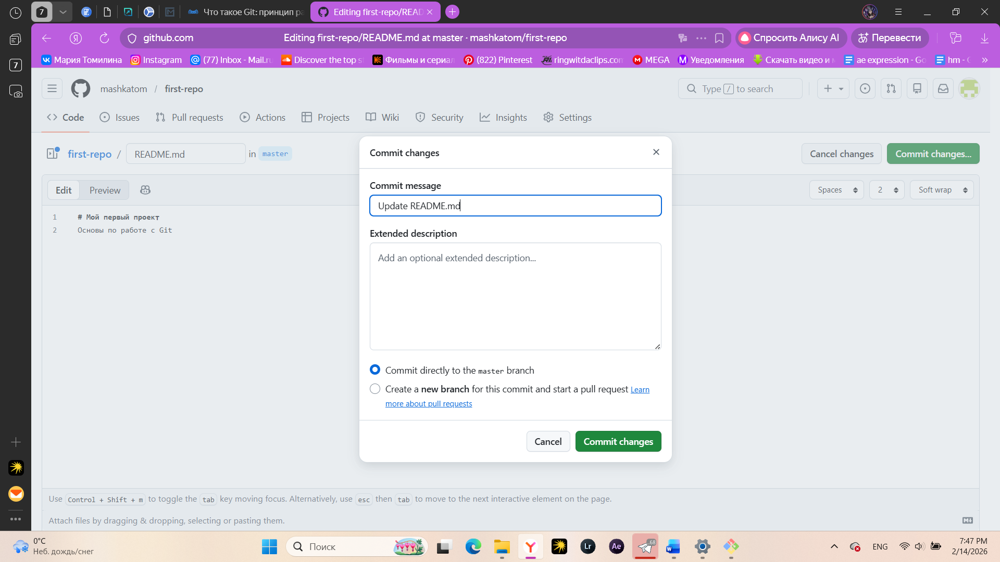 7
Что такое Git: принцип ра
Editing first-repo/READ
github.com
Editing first-repo/README.md at master · mashkatom/first-repo
Спросить Алису AI
Перевести
7
Мария Томилина
Instagram
(77) Inbox - Mail.ru
Discover the top s
Фильмы и сериал
(822) Pinterest
ringwitdaclips.com
MEGA
Уведомления
Скачать видео и
ae expression - Go
hm -
mashkatom / first-repo
Type / to search
Code
Issues
Pull requests
Actions
Projects
Wiki
Security
Insights
Settings
first-repo / README.md in master
Cancel changes
Commit changes...
Edit
Preview
Spaces
2
Soft wrap
1 # Мой первый проект
2 Основы по работе с Git
Commit changes
Commit message
Update README.md
Extended description
Add an optional extended description...
Commit directly to the master branch
Create a new branch for this commit and start a pull request Learn
more about pull requests
Cancel
Commit changes
Use Control + Shift + m to toggle the tab key moving focus. Alternatively, use esc then tab to move to the next interactive element on the page.
Attach files by dragging & dropping, selecting or pasting them.
0°C
Неб. дождь/снег
Поиск
Lr
Ae
68
ENG
7:47 PM
2/14/2026